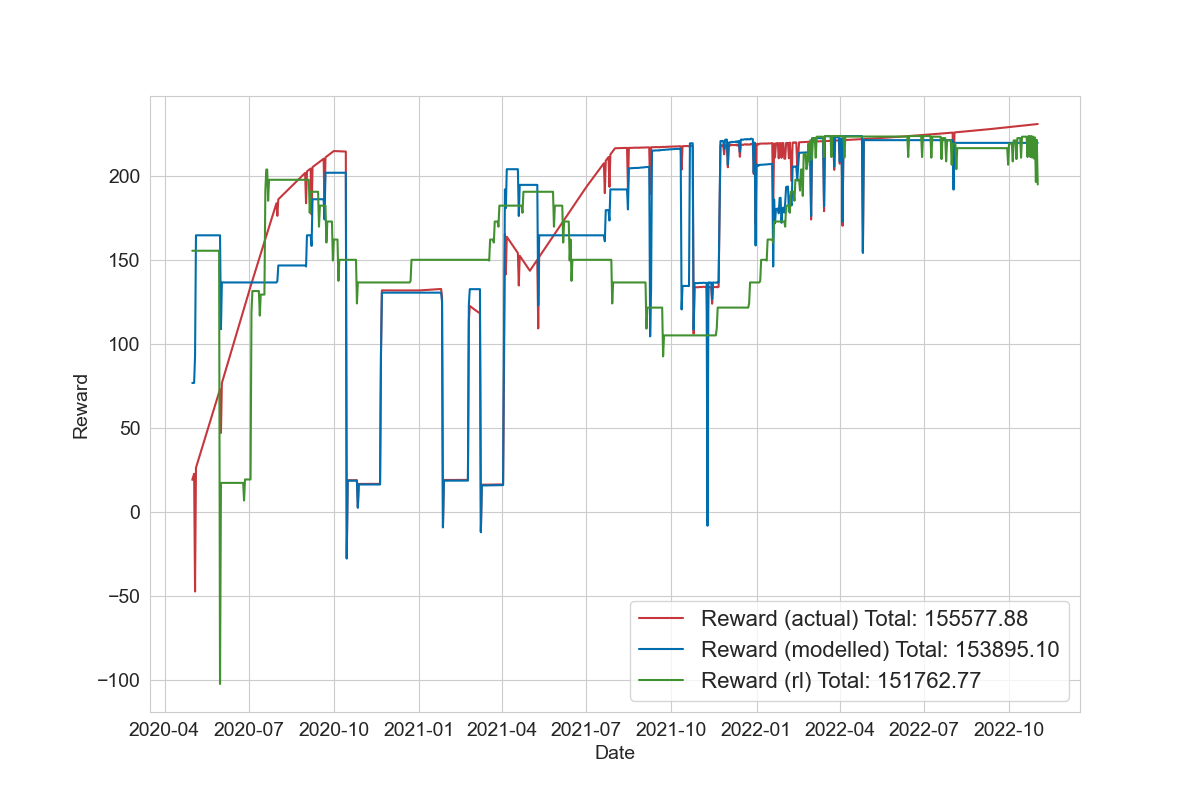 200
150
100
50
0
−50
−100
Reward
Reward (actual) Total: 155577.88
Reward (modelled) Total: 153895.10
Reward (rl) Total: 151762.77
2020-04 2020-07 2020-10 2021-01 2021-04 2021-07 2021-10 2022-01 2022-04 2022-07 2022-10
Date